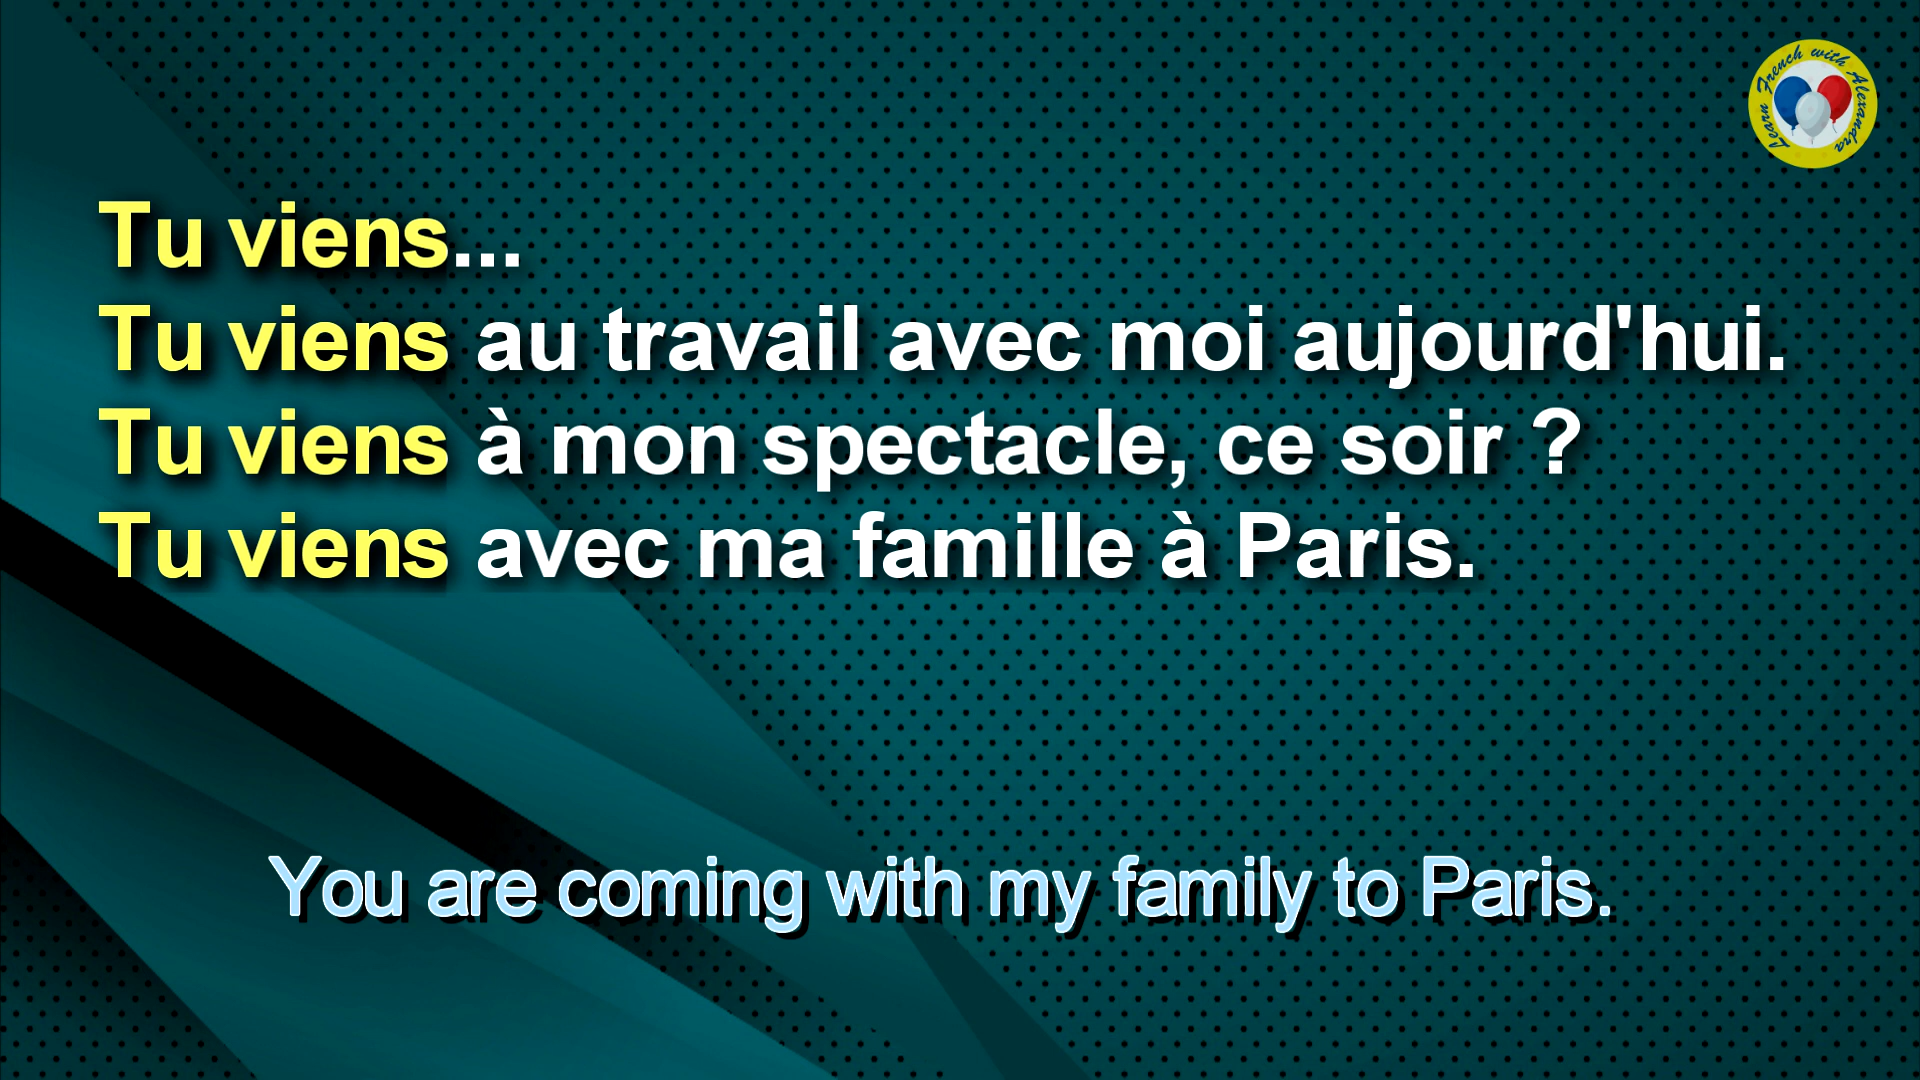 Learn French with Alexandra
Tu viens...
Tu viens au travail avec moi aujourd'hui.
Tu viens à mon spectacle, ce soir ?
Tu viens avec ma famille à Paris.
You are coming with my family to Paris.